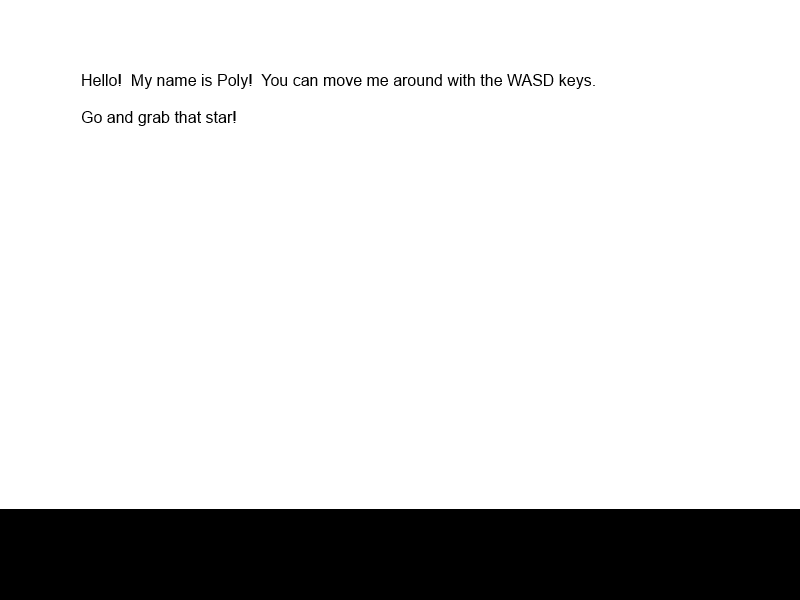 Hello!  My name is Poly!  You can move me around with the WASD keys.
Go and grab that star!